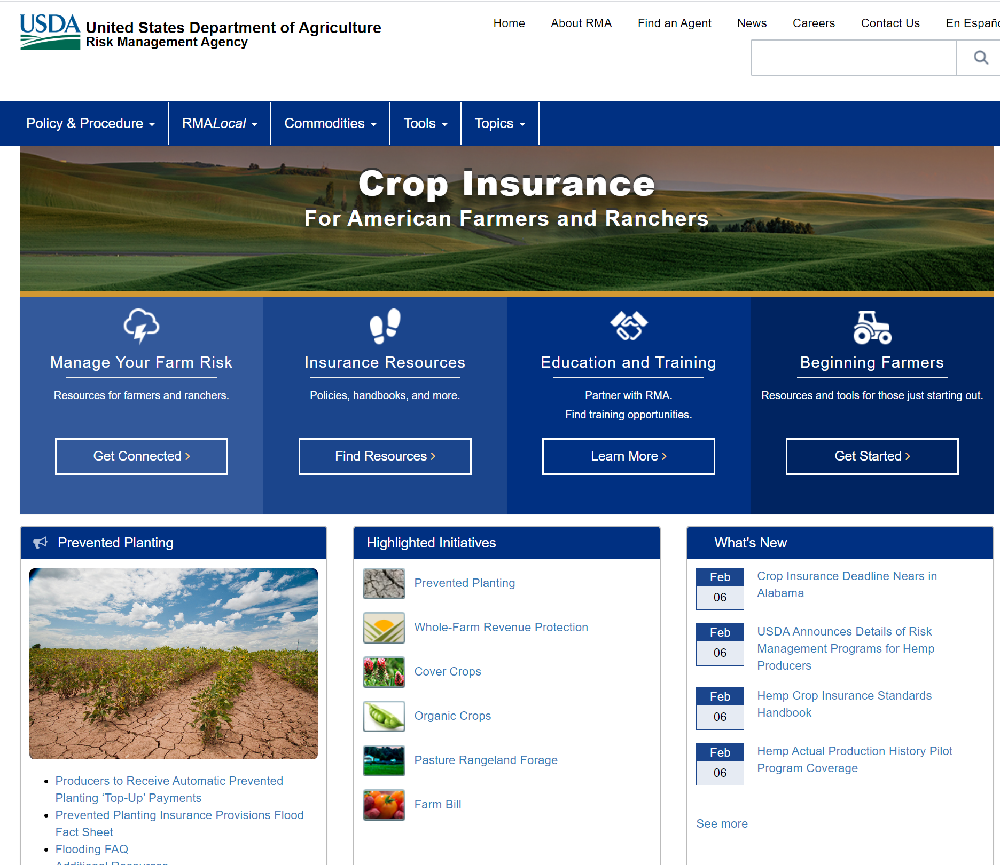 USDA
United States Department of Agriculture
Risk Management Agency
Home About RMA Find an Agent News Careers Contact Us En Españo
Policy & Procedure RMALocal Commodities Tools Topics
Crop Insurance
For American Farmers and Ranchers
Manage Your Farm Risk
Resources for farmers and ranchers.
Get Connected
Insurance Resources
Policies, handbooks, and more.
Find Resources
Education and Training
Partner with RMA.
Find training opportunities.
Learn More
Beginning Farmers
Resources and tools for those just starting out.
Get Started
Prevented Planting
Producers to Receive Automatic Prevented
Planting ‘Top-Up’ Payments
Prevented Planting Insurance Provisions Flood
Fact Sheet
Flooding FAQ
Additional Resources
Highlighted Initiatives
Prevented Planting
Whole-Farm Revenue Protection
Cover Crops
Organic Crops
Pasture Rangeland Forage
Farm Bill
What's New
Feb
06
Crop Insurance Deadline Nears in
Alabama
Feb
06
USDA Announces Details of Risk
Management Programs for Hemp
Producers
Feb
06
Hemp Crop Insurance Standards
Handbook
Feb
06
Hemp Actual Production History Pilot
Program Coverage
See more